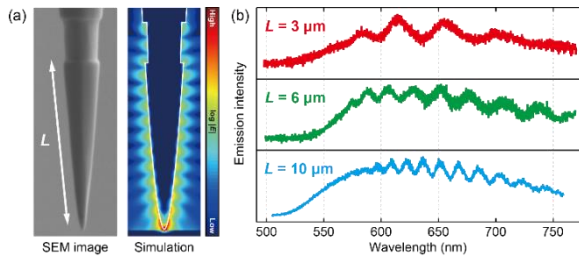 (a)
L
SEM image
Simulation
High
log |E|
Low
(b)
Emission intensity
L = 3 μm
L = 6 μm
L = 10 μm
500 550 600 650 700 750
Wavelength (nm)